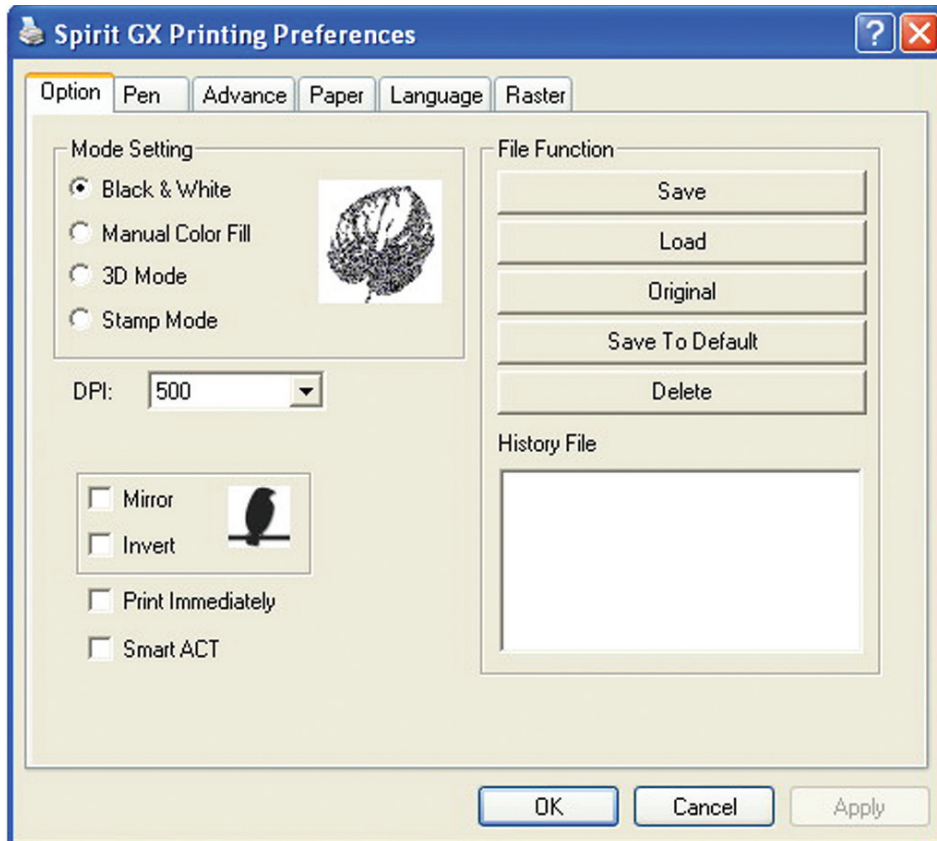 Spirit GX Printing Preferences
Option Pen Advance Paper Language Raster
Mode Setting
Black & White
Manual Color Fill
3D Mode
Stamp Mode
DPI: 500
Mirror
Invert
Print Immediately
Smart ACT
File Function
Save
Load
Original
Save To Default
Delete
History File
OK Cancel Apply